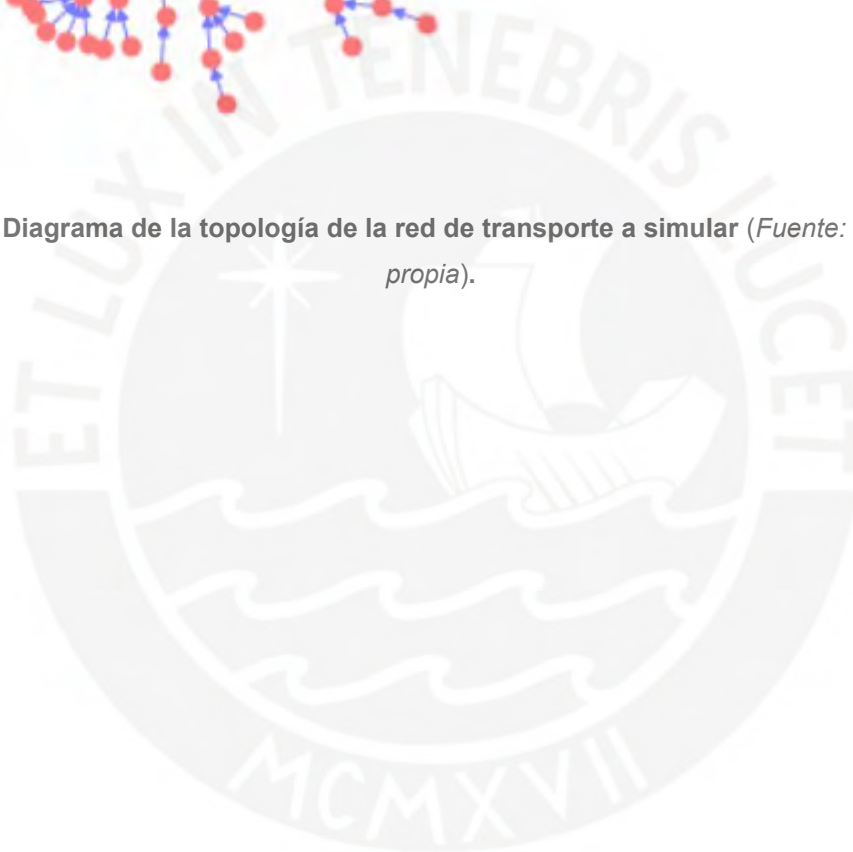 Diagrama de la topología de la red de transporte a simular (Fuente:
propia).
ET LUX IN TENEBRIS LUCET
MCMXVII